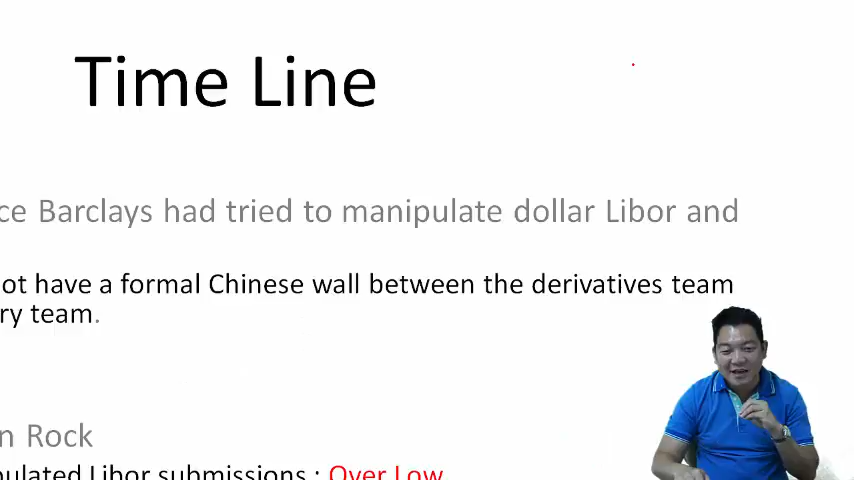 Time Line
ce Barclays had tried to manipulate dollar Libor and
ot have a formal Chinese wall between the derivatives team
ry team.
n Rock
pulated Libor submissions : Over Low